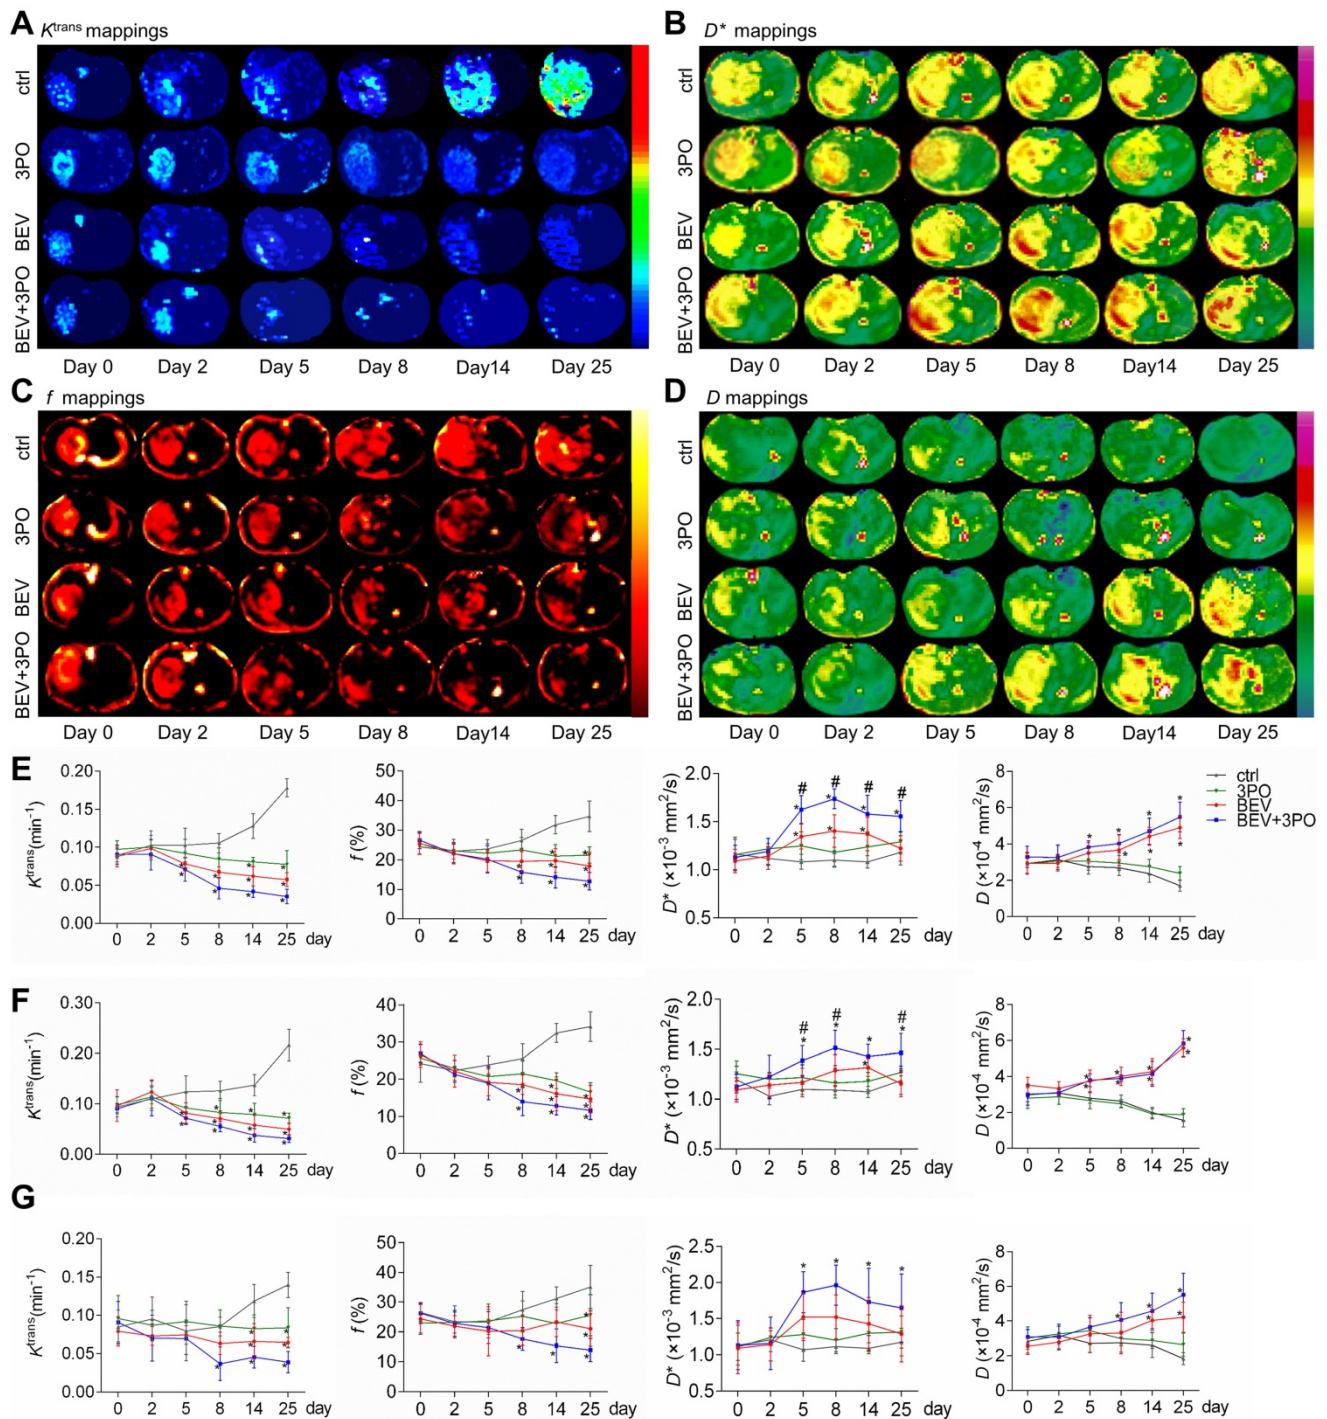 A
Kᵗʳᵃⁿˢ mappings
ctrl
3PO
BEV
BEV+3PO
Day 0 Day 2 Day 5 Day 8 Day14 Day 25
B
D* mappings
ctrl
3PO
BEV
BEV+3PO
Day 0 Day 2 Day 5 Day 8 Day14 Day 25
C
f mappings
ctrl
3PO
BEV
BEV+3PO
Day 0 Day 2 Day 5 Day 8 Day14 Day 25
D
D mappings
ctrl
3PO
BEV
BEV+3PO
Day 0 Day 2 Day 5 Day 8 Day14 Day 25
E
Kᵗʳᵃⁿˢ(min⁻¹)
0.20
0.15
0.10
0.05
0.00
0 2 5 8 14 25 day
f (%)
50
40
30
20
10
0
0 2 5 8 14 25 day
D* (×10⁻³ mm²/s)
2.0
1.5
1.0
0.5
# # # #
0 2 5 8 14 25 day
D (×10⁻⁴ mm²/s)
8
6
4
2
0
0 2 5 8 14 25 day
ctrl
3PO
BEV
BEV+3PO
F
Kᵗʳᵃⁿˢ(min⁻¹)
0.30
0.20
0.10
0.00
0 2 5 8 14 25 day
f (%)
40
30
20
10
0
0 2 5 8 14 25 day
D* (×10⁻³ mm²/s)
2.0
1.5
1.0
0.5
# # #
0 2 5 8 14 25 day
D (×10⁻⁴ mm²/s)
8
6
4
2
0
0 2 5 8 14 25 day
G
Kᵗʳᵃⁿˢ(min⁻¹)
0.20
0.15
0.10
0.05
0.00
0 2 5 8 14 25 day
f (%)
50
40
30
20
10
0
0 2 5 8 14 25 day
D* (×10⁻³ mm²/s)
2.5
2.0
1.5
1.0
0.5
0 2 5 8 14 25 day
D (×10⁻⁴ mm²/s)
8
6
4
2
0
0 2 5 8 14 25 day